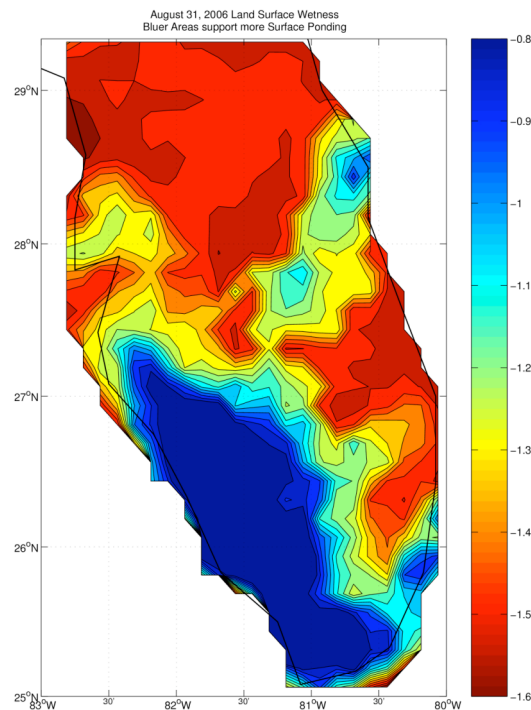 August 31, 2006 Land Surface Wetness
Bluer Areas support more Surface Ponding
29°N
28°N
27°N
26°N
25°N
83°W
30'
82°W
30'
81°W
30'
80°W
-0.8
-0.9
-1
-1.1
-1.2
-1.3
-1.4
-1.5
-1.6